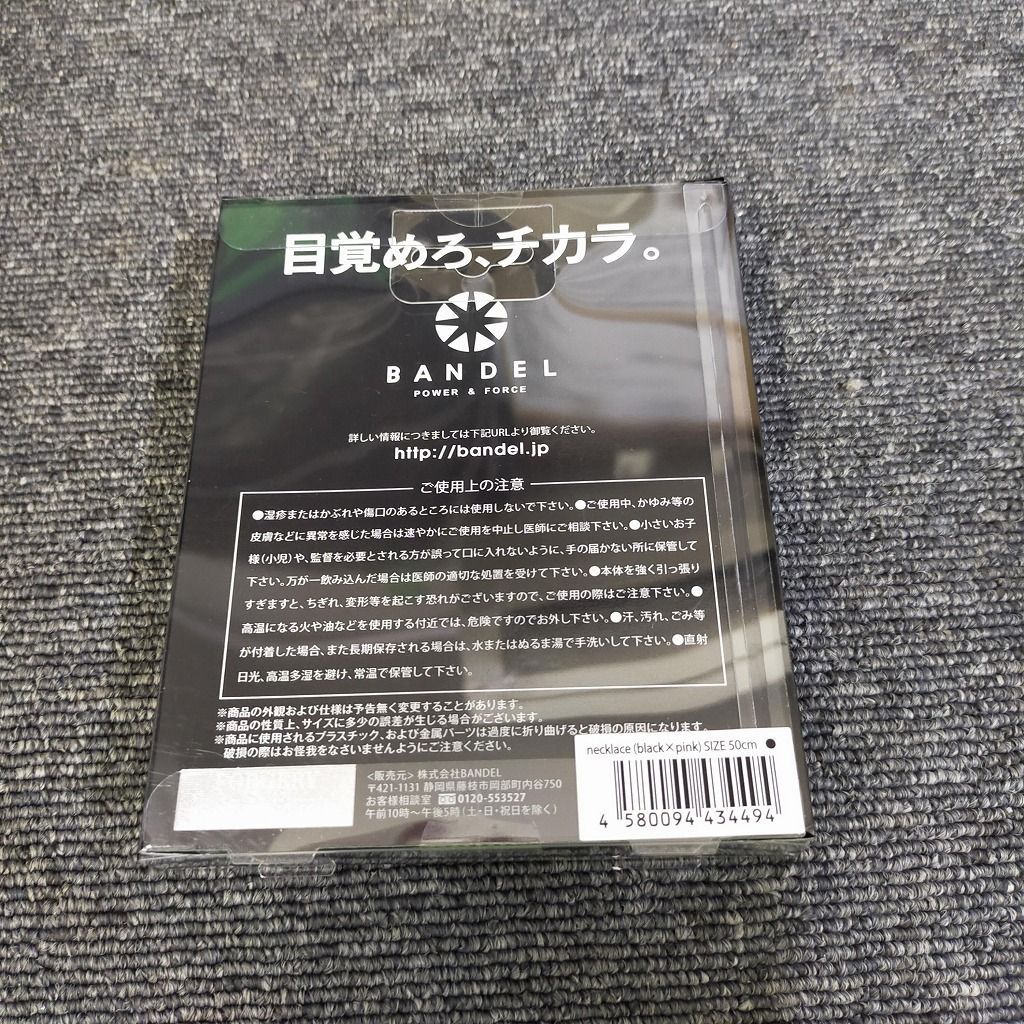 目覚めろ、チカラ。
BANDEL
POWER & FORCE
詳しい情報につきましては下記URLより御覧ください。
http://bandel.jp
ご使用上の注意
●湿疹またはかぶれや傷口のあるところには使用しないで下さい。●ご使用中、かゆみ等の
皮膚などに異常を感じた場合は速やかにご使用を中止し医師にご相談下さい。●小さいお子
様(小児)や、監督を必要とされる方が誤って口に入れないように、手の届かない所に保管して
下さい。万が一飲み込んだ場合は医師の適切な処置を受けて下さい。●本体を強く引っ張り
すぎますと、ちぎれ、変形等を起こす恐れがございますので、ご使用の際はご注意下さい。●
高温になる火や油などを使用する付近では、危険ですのでお外し下さい。●汗、汚れ、ごみ等
が付着した場合、また長期保存される場合は、水またはぬるま湯で手洗いして下さい。●直射
日光、高温多湿を避け、常温で保管して下さい。
※商品の外観および仕様は予告無く変更することがあります。
※商品の性質上、サイズに多少の誤差が生じる場合がございます。
※商品に使用されるプラスチック、および金属パーツは過度に折り曲げると破損の原因になります。
破損の際はお怪我をなさいませんようにご注意ください。
<販売元> 株式会社BANDEL
〒421-1131 静岡県藤枝市岡部町内谷750
お客様相談室 0120-553527
午前10時～午後5時(土・日・祝日を除く)
necklace (black×pink) SIZE 50cm ●
4 580094 434494